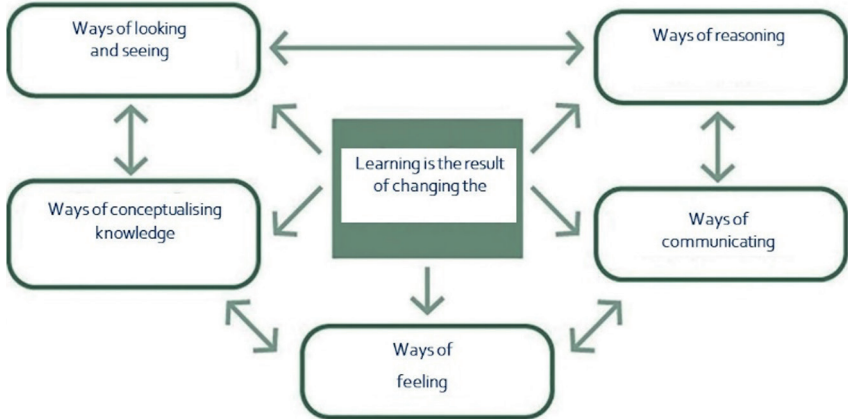 Ways of looking
and seeing
Ways of reasoning
Learning is the result
of changing the
Ways of conceptualising
knowledge
Ways of
communicating
Ways of
feeling